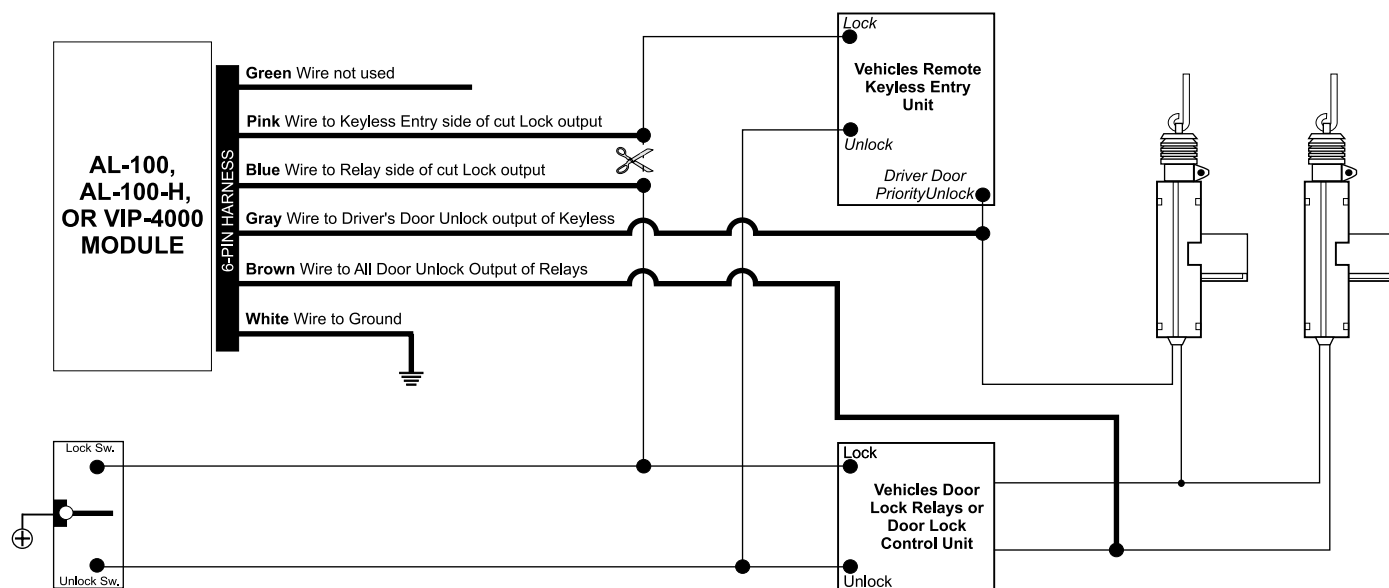 AL-100,
AL-100-H,
OR VIP-4000
MODULE
6-PIN HARNESS
Green Wire not used
Pink Wire to Keyless Entry side of cut Lock output
Blue Wire to Relay side of cut Lock output
Gray Wire to Driver's Door Unlock output of Keyless
Brown Wire to All Door Unlock Output of Relays
White Wire to Ground
Lock
Vehicles Remote
Keyless Entry
Unit
Unlock
Driver Door
PriorityUnlock
Lock Sw.
Unlock Sw.
Lock
Vehicles Door
Lock Relays or
Door Lock
Control Unit
Unlock